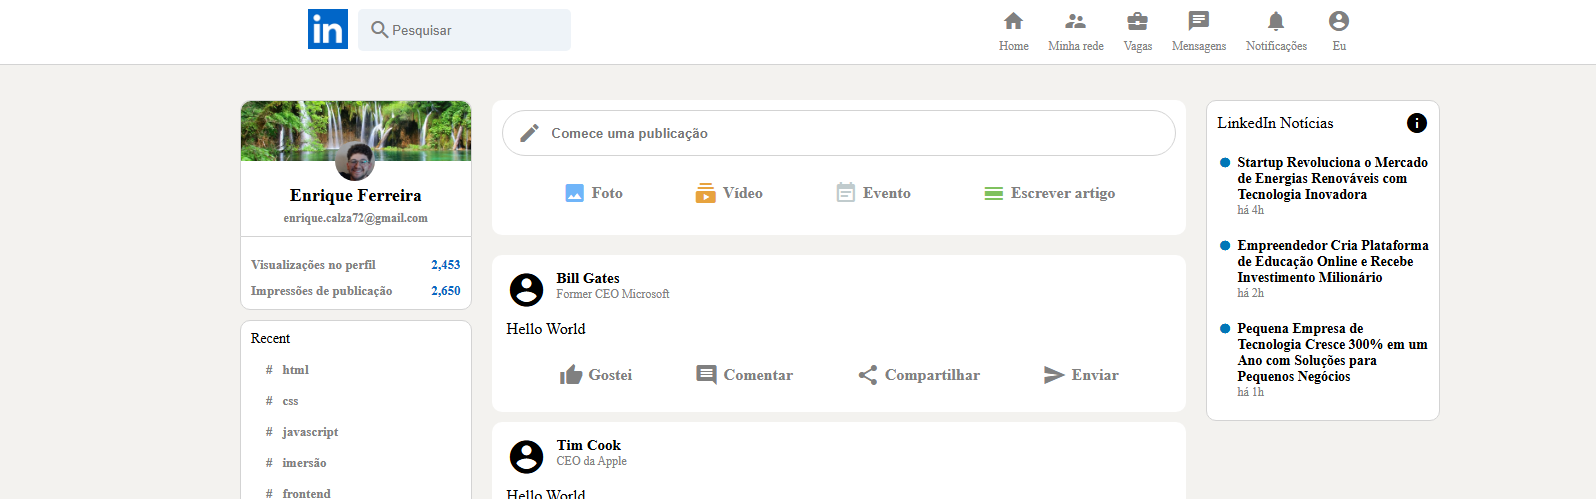 in
Pesquisar
Home
Minha rede
Vagas
Mensagens
Notificações
Eu
Enrique Ferreira
enrique.calza72@gmail.com
Visualizações no perfil 2,453
Impressões de publicação 2,650
Recent
# html
# css
# javascript
# imersão
# frontend
Comece uma publicação
Foto
Vídeo
Evento
Escrever artigo
Bill Gates
Former CEO Microsoft
Hello World
Gostei
Comentar
Compartilhar
Enviar
Tim Cook
CEO da Apple
Hello World
LinkedIn Notícias
Startup Revoluciona o Mercado
de Energias Renováveis com
Tecnologia Inovadora
há 4h
Empreendedor Cria Plataforma
de Educação Online e Recebe
Investimento Milionário
há 2h
Pequena Empresa de
Tecnologia Cresce 300% em um
Ano com Soluções para
Pequenos Negócios
há 1h